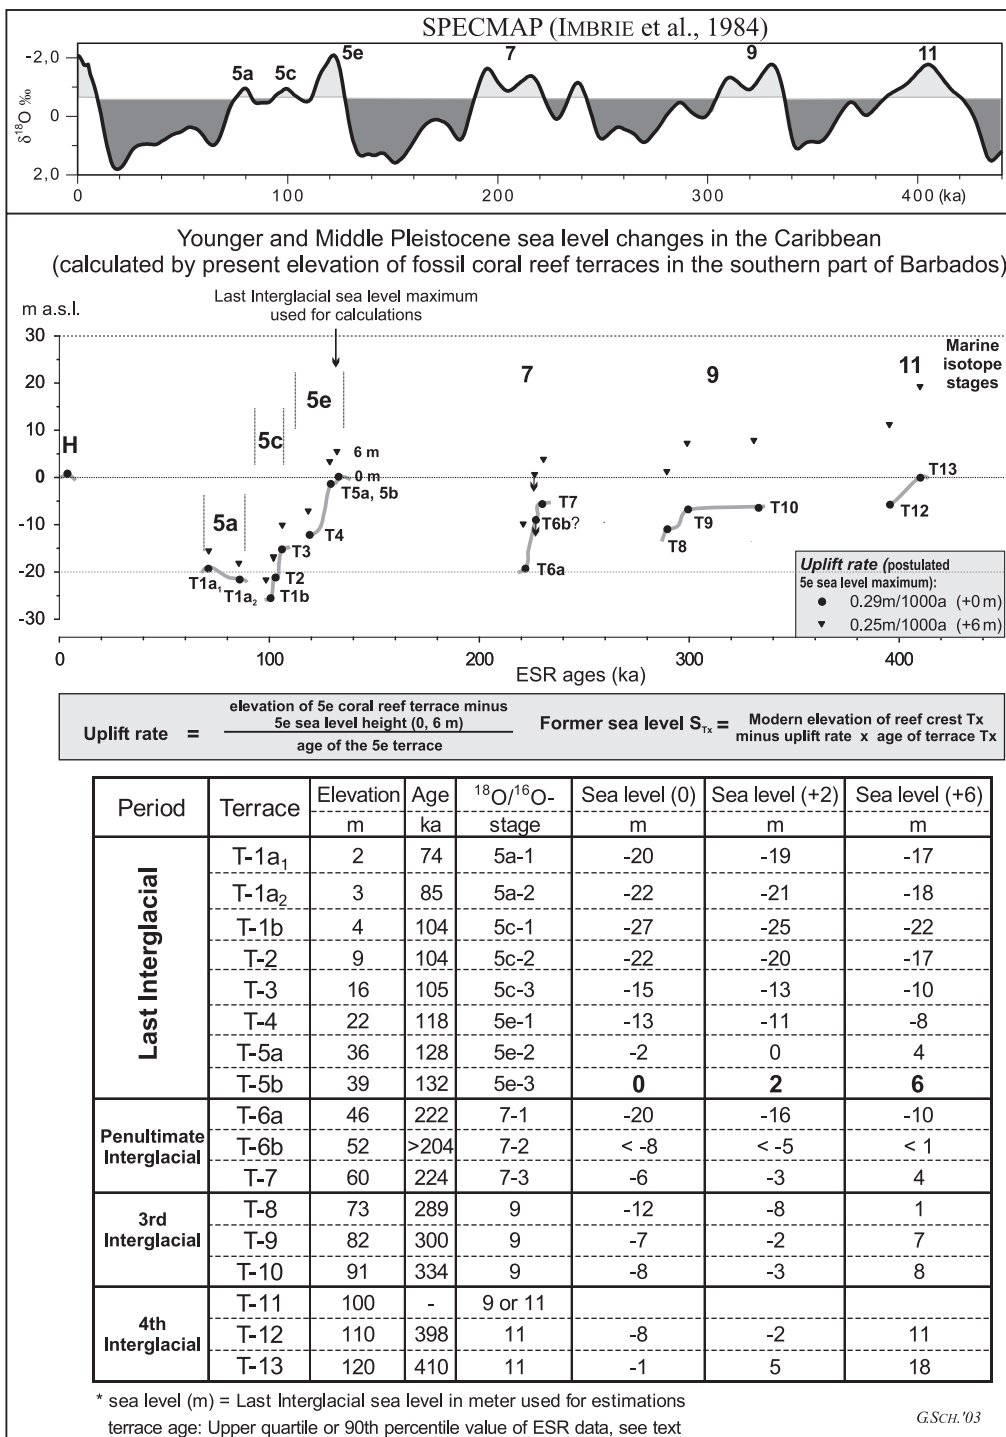 SPECMAP (IMBRIE et al., 1984)
-2,0
0
2,0
δ¹⁸O ‰
5a
5c
5e
7
9
11
0
100
200
300
400 (ka)
Younger and Middle Pleistocene sea level changes in the Caribbean
(calculated by present elevation of fossil coral reef terraces in the southern part of Barbados)
Last Interglacial sea level maximum
used for calculations
m a.s.l.
30
20
10
0
-10
-20
-30
H
5a
5c
5e
7
9
11
Marine
isotope
stages
6 m
0 m
T5a, 5b
T4
T3
T2
T1b
T1a₁
T1a₂
T7
T6b?
T6a
T8
T9
T10
T12
T13
Uplift rate (postulated
5e sea level maximum):
0.29m/1000a (+0 m)
0.25m/1000a (+6 m)
0
100
200
300
400
ESR ages (ka)
Uplift rate =
elevation of 5e coral reef terrace minus
5e sea level height (0, 6 m)
age of the 5e terrace
Former sea level S_Tx =
Modern elevation of reef crest Tx
minus uplift rate x age of terrace Tx
Period Terrace Elevation Age ¹⁸O/¹⁶O- Sea level (0) Sea level (+2) Sea level (+6)
m ka stage m m m
Last Interglacial
T-1a₁ 2 74 5a-1 -20 -19 -17
T-1a₂ 3 85 5a-2 -22 -21 -18
T-1b 4 104 5c-1 -27 -25 -22
T-2 9 104 5c-2 -22 -20 -17
T-3 16 105 5c-3 -15 -13 -10
T-4 22 118 5e-1 -13 -11 -8
T-5a 36 128 5e-2 -2 0 4
T-5b 39 132 5e-3 0 2 6
Penultimate
Interglacial
T-6a 46 222 7-1 -20 -16 -10
T-6b 52 >204 7-2 < -8 < -5 < 1
T-7 60 224 7-3 -6 -3 4
3rd
Interglacial
T-8 73 289 9 -12 -8 1
T-9 82 300 9 -7 -2 7
T-10 91 334 9 -8 -3 8
4th
Interglacial
T-11 100 - 9 or 11
T-12 110 398 11 -8 -2 11
T-13 120 410 11 -1 5 18
* sea level (m) = Last Interglacial sea level in meter used for estimations
terrace age: Upper quartile or 90th percentile value of ESR data, see text
G.SCH.'03